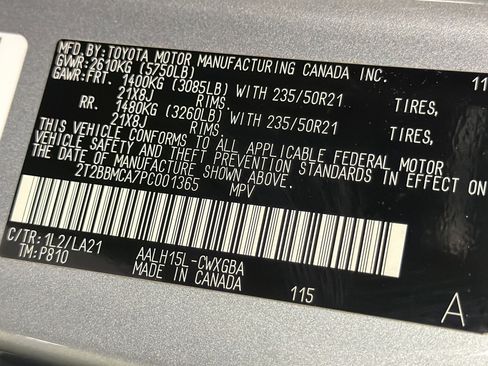 MFD.BY:TOYOTA MOTOR MANUFACTURING CANADA INC. 11
GVWR:2610KG(5750LB)
GAWR:FRT. 1400KG(3085LB)WITH 235/50R21 TIRES,
21X8J RIMS.
RR. 1480KG(3260LB)WITH 235/50R21 TIRES,
21X8J RIMS.
THIS VEHICLE CONFORMS TO ALL APPLICABLE FEDERAL MOTOR
VEHICLE SAFETY AND THEFT PREVENTION STANDARDS IN EFFECT ON
THE DATE OF MANUFACTURE SHOWN ABOVE.
2T2BBMCA7PC001365 MPV
C/TR:1L2/LA21 AALH15L-CWXGBA
TM:P810 MADE IN CANADA
115 A